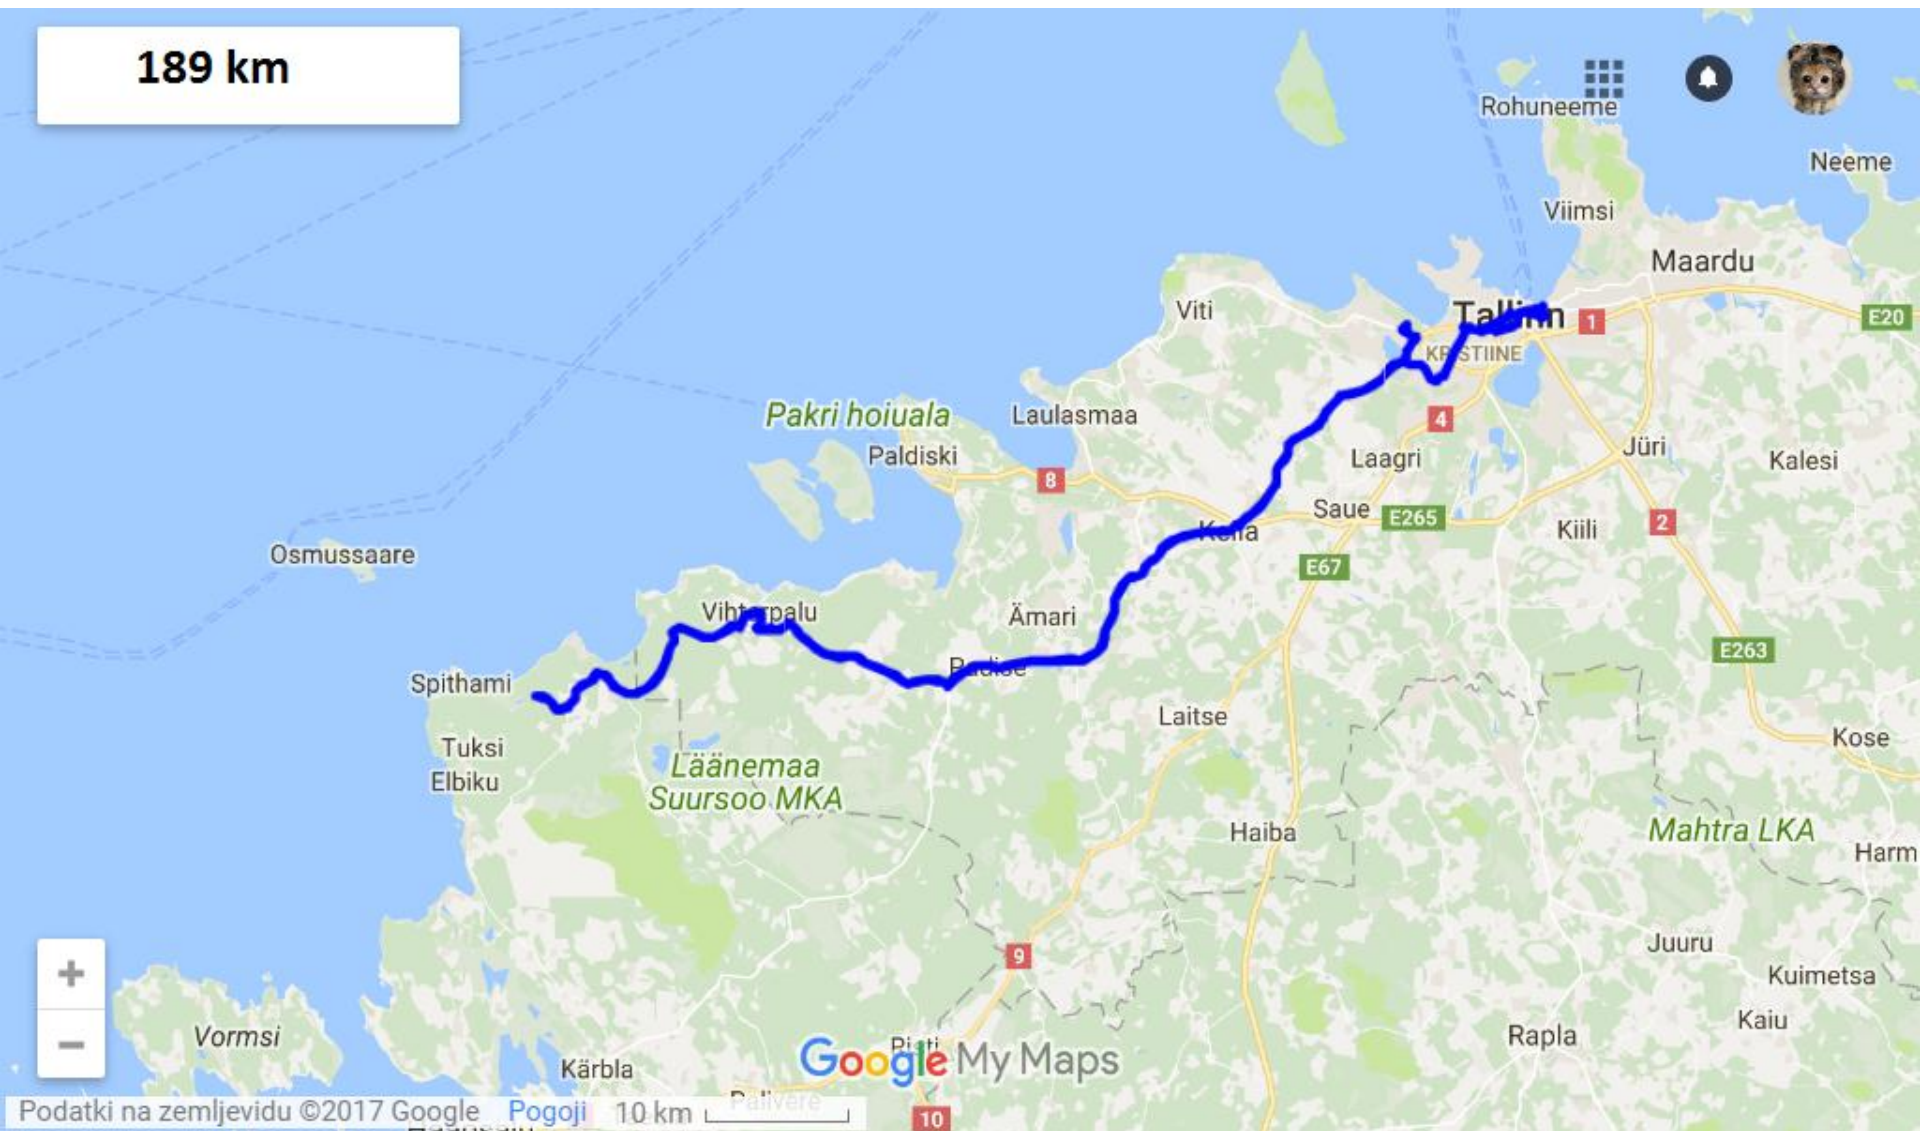 189 km
Rohuneeme
Neeme
Viimsi
Maardu
Viti
Tallinn
1
E20
KRISTIINE
Pakri hoiuala
Laulasmaa
4
Paldiski
Laagri
Jüri
Kalesi
8
Saue
E265
Kiili
2
Keila
Osmussaare
E67
Vihterpalu
Ämari
E263
Padise
Spithami
Laitse
Tuksi
Kose
Elbiku
Läänemaa
Suursoo MKA
Haiba
Mahtra LKA
Harm
9
Juuru
Kuimetsa
Vormsi
Kaiu
Rapla
Risti
Google My Maps
Kärbla
Palivere
Podatki na zemljevidu ©2017 Google Pogoji 10 km
10